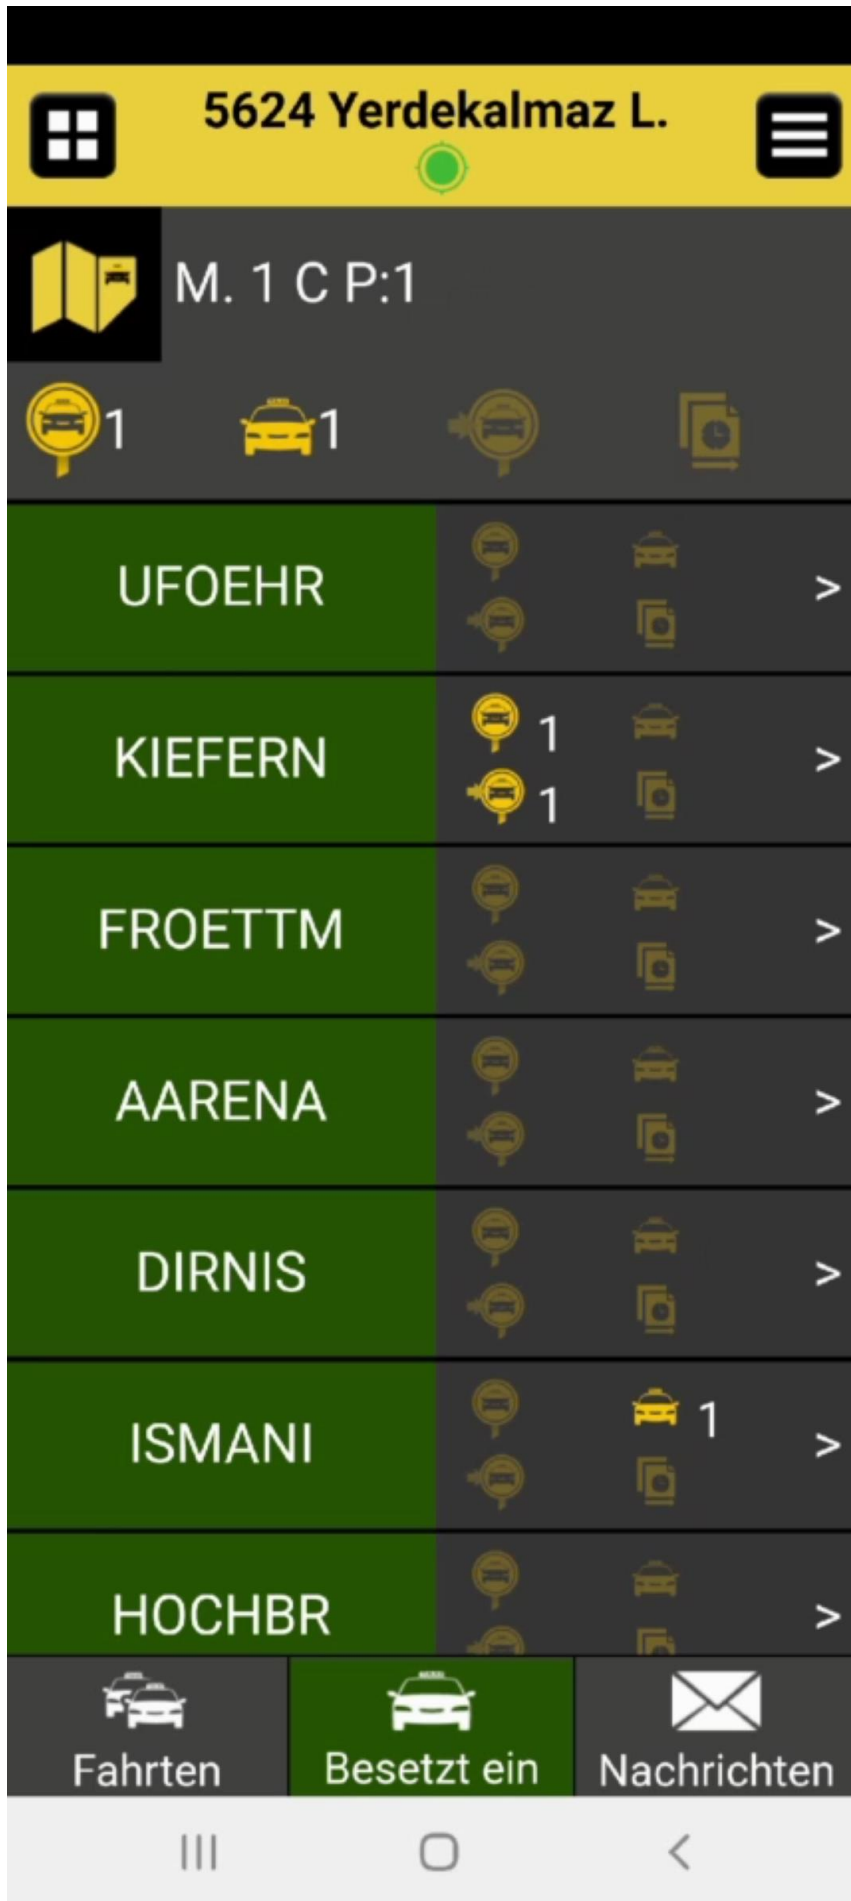 5624 Yerdekalmaz L.
M. 1 C P:1
1 1
UFOEHR >
KIEFERN 1 >
1
FROETTM >
AARENA >
DIRNIS >
ISMANI 1 >
HOCHBR >
Fahrten Besetzt ein Nachrichten